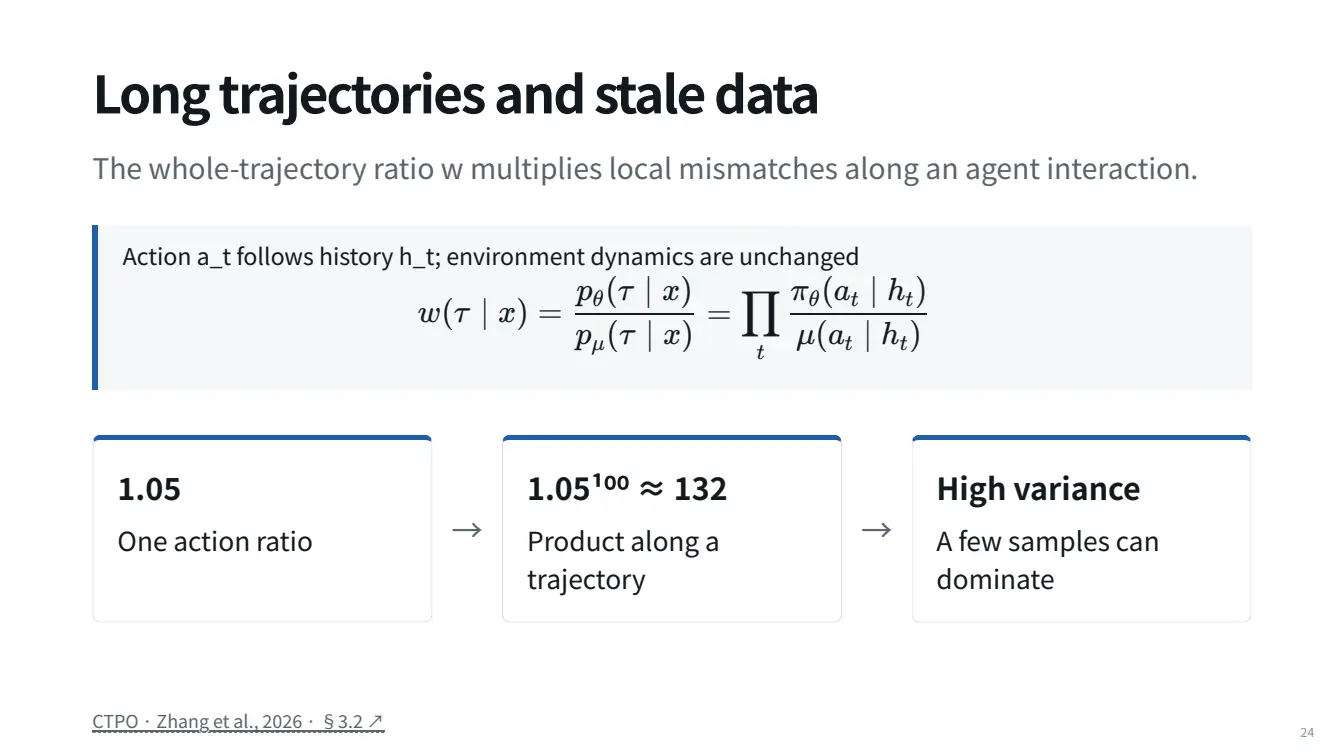 Long trajectories and stale data
The whole-trajectory ratio w multiplies local mismatches along an agent interaction.
Action a_t follows history h_t; environment dynamics are unchanged
w(τ | x) = p_θ(τ | x) / p_μ(τ | x) = ∏_t π_θ(a_t | h_t) / μ(a_t | h_t)
1.05
One action ratio
→
1.05¹⁰⁰ ≈ 132
Product along a
trajectory
→
High variance
A few samples can
dominate
CTPO · Zhang et al., 2026 · § 3.2 ↗
24